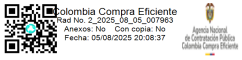 Colombia Compra Eficiente
Rad No. 2_2025_08_05_007963
Anexos: No Con copia: No
Fecha: 05/08/2025 20:08:37
Agencia Nacional
de Contratación Pública
Colombia Compra Eficiente